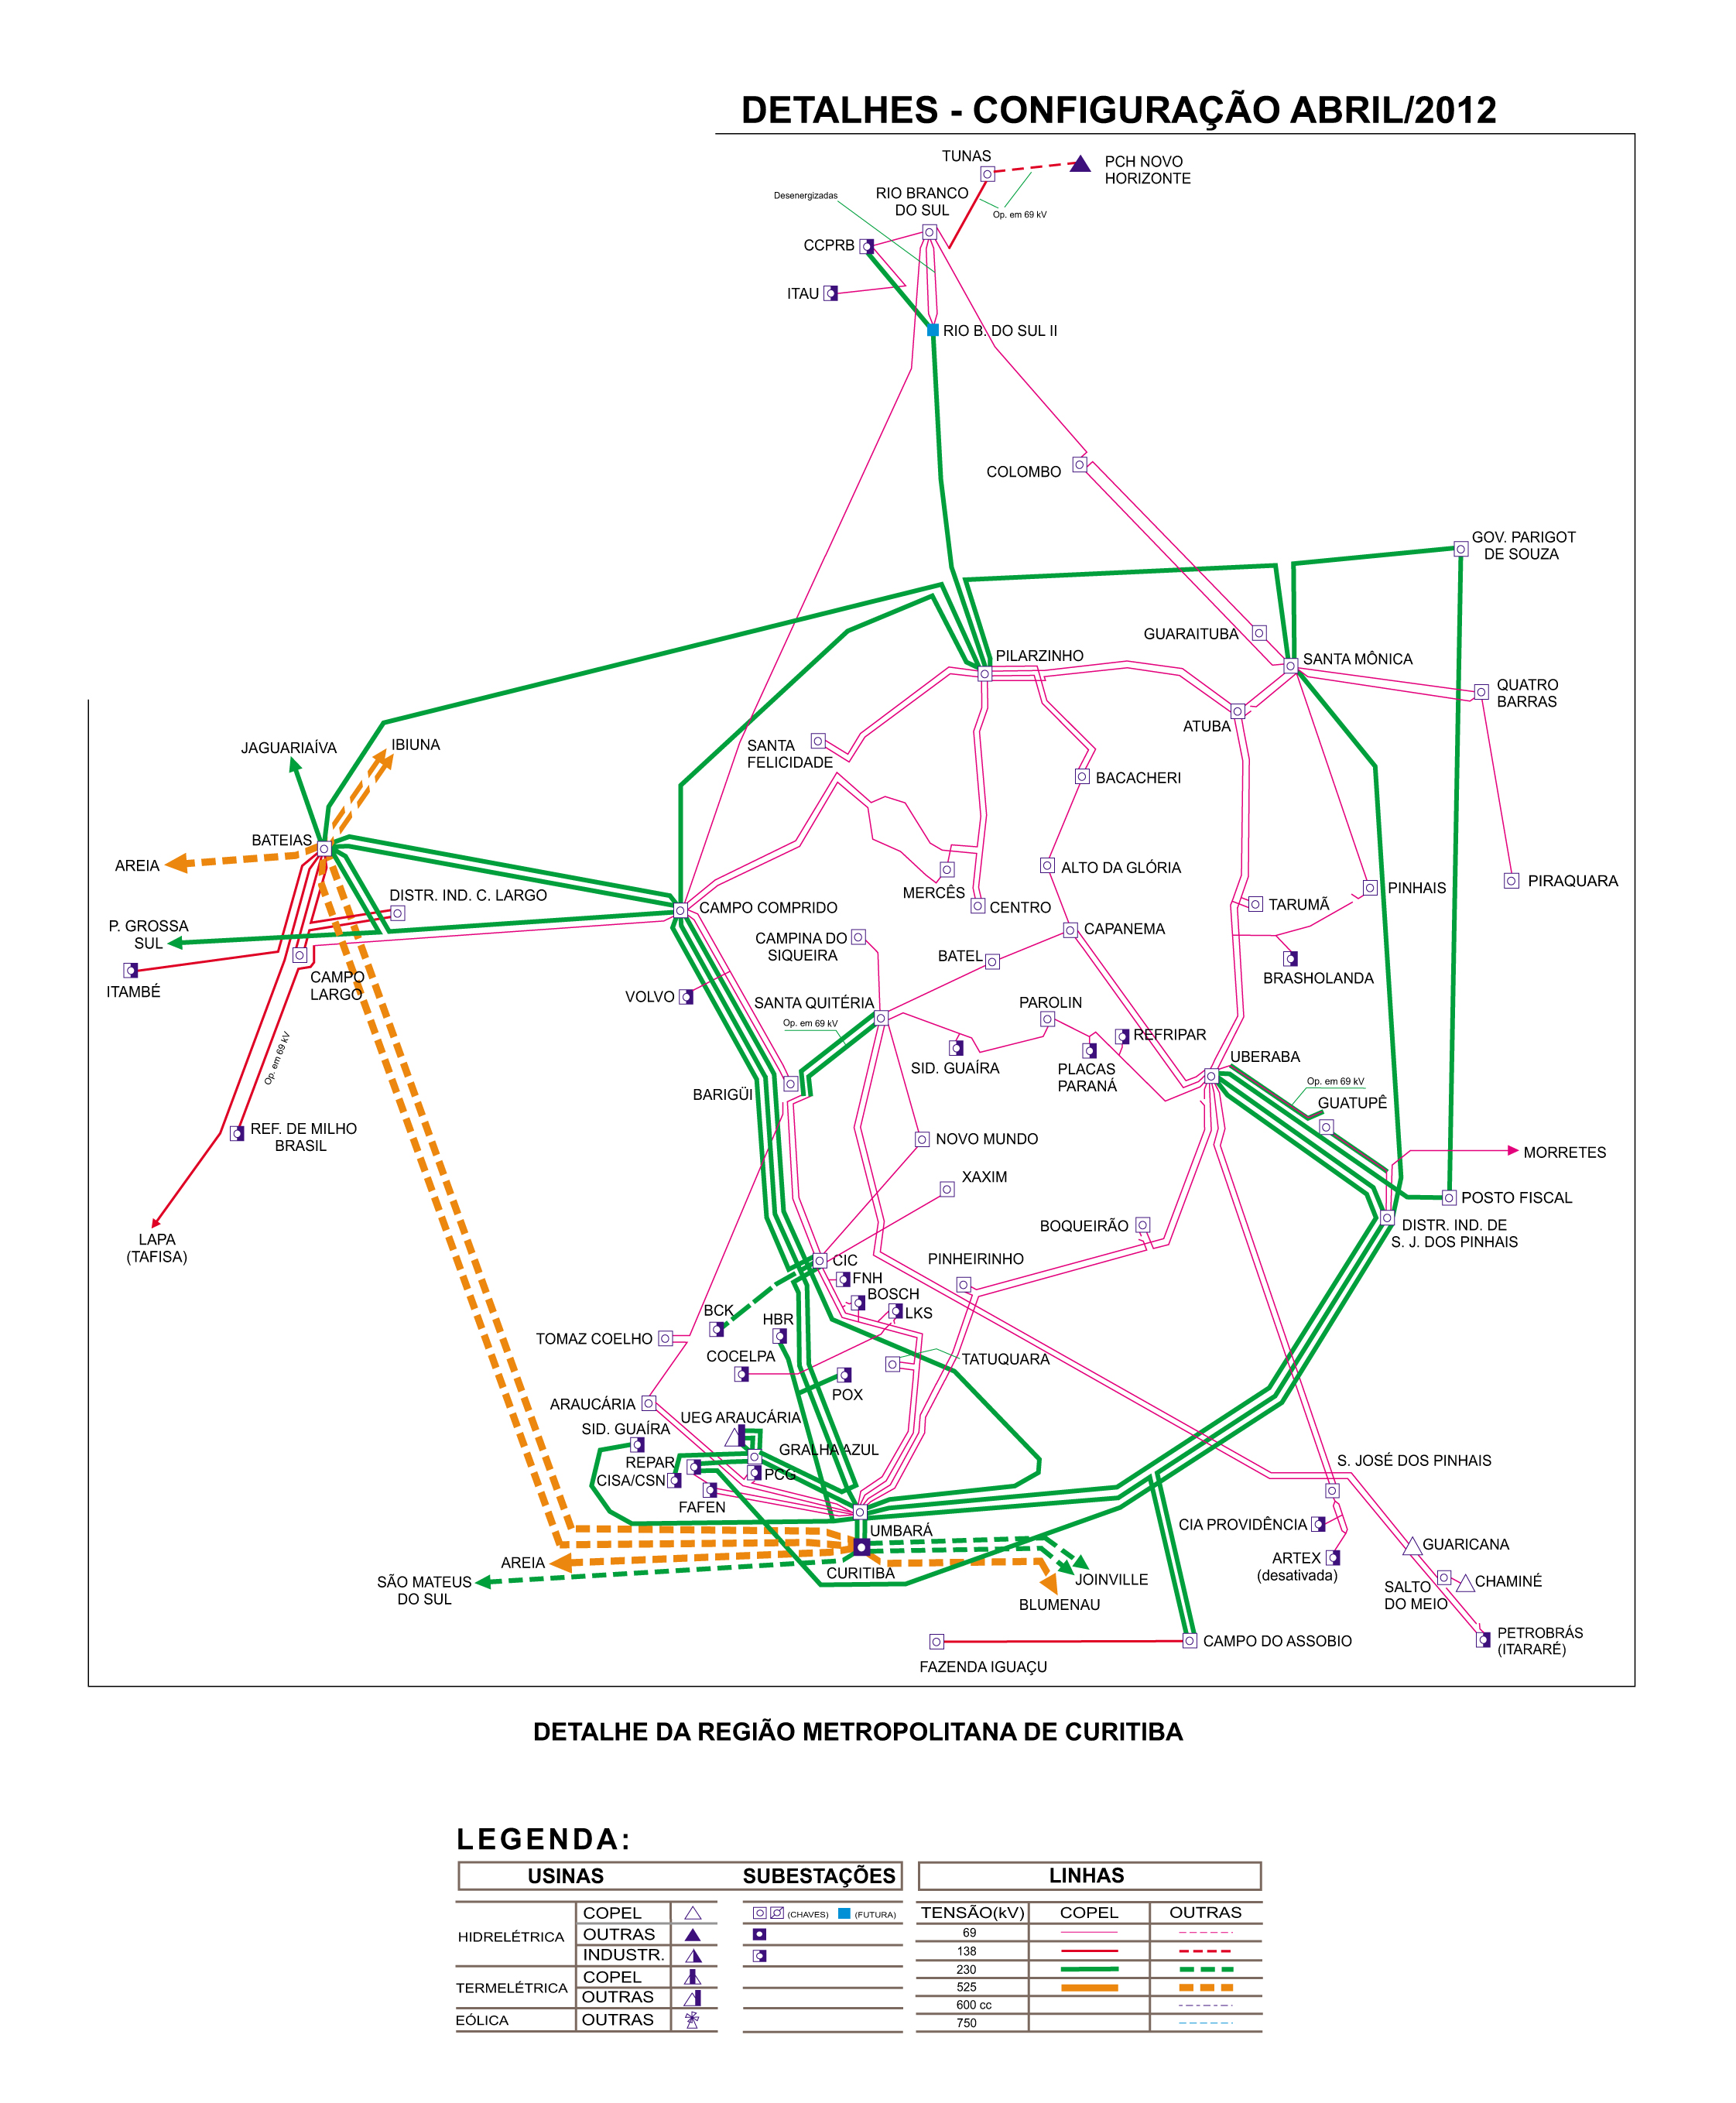 DETALHES - CONFIGURAÇÃO ABRIL/2012
TUNAS
PCH NOVO
HORIZONTE
Desenergizadas
RIO BRANCO
DO SUL
Op. em 69 kV
CCPRB
ITAU
RIO B. DO SUL II
COLOMBO
GOV. PARIGOT
DE SOUZA
GUARAITUBA
PILARZINHO
SANTA MÔNICA
QUATRO
BARRAS
ATUBA
JAGUARIAÍVA
IBIUNA
SANTA
FELICIDADE
BACACHERI
BATEIAS
AREIA
ALTO DA GLÓRIA
MERCÊS
PIRAQUARA
PINHAIS
DISTR. IND. C. LARGO
CAMPO COMPRIDO
CENTRO
TARUMÃ
P. GROSSA
SUL
CAPANEMA
CAMPINA DO
SIQUEIRA
BATEL
BRASHOLANDA
ITAMBÉ
CAMPO
LARGO
VOLVO
SANTA QUITÉRIA
PAROLIN
Op. em 69 kV
REFRIPAR
Op. em 69 kV
SID. GUAÍRA
PLACAS
PARANÁ
UBERABA
Op. em 69 kV
BARIGÜI
GUATUPÊ
REF. DE MILHO
BRASIL
NOVO MUNDO
MORRETES
XAXIM
POSTO FISCAL
LAPA
(TAFISA)
BOQUEIRÃO
DISTR. IND. DE
S. J. DOS PINHAIS
PINHEIRINHO
CIC
FNH
BOSCH
LKS
BCK
HBR
TOMAZ COELHO
COCELPA
TATUQUARA
POX
ARAUCÁRIA
UEG ARAUCÁRIA
SID. GUAÍRA
GRALHA AZUL
REPAR
CISA/CSN
PCG
S. JOSÉ DOS PINHAIS
FAFEN
CIA PROVIDÊNCIA
UMBARÁ
GUARICANA
AREIA
CURITIBA
ARTEX
(desativada)
SÃO MATEUS
DO SUL
JOINVILLE
CHAMINÉ
SALTO
DO MEIO
BLUMENAU
PETROBRÁS
(ITARARÉ)
CAMPO DO ASSOBIO
FAZENDA IGUAÇU
DETALHE DA REGIÃO METROPOLITANA DE CURITIBA
LEGENDA:
USINAS
SUBESTAÇÕES
LINHAS
HIDRELÉTRICA
COPEL
OUTRAS
INDUSTR.
TERMELÉTRICA
COPEL
OUTRAS
EÓLICA
OUTRAS
(CHAVES)
(FUTURA)
TENSÃO(kV)
COPEL
OUTRAS
69
138
230
525
600 cc
750